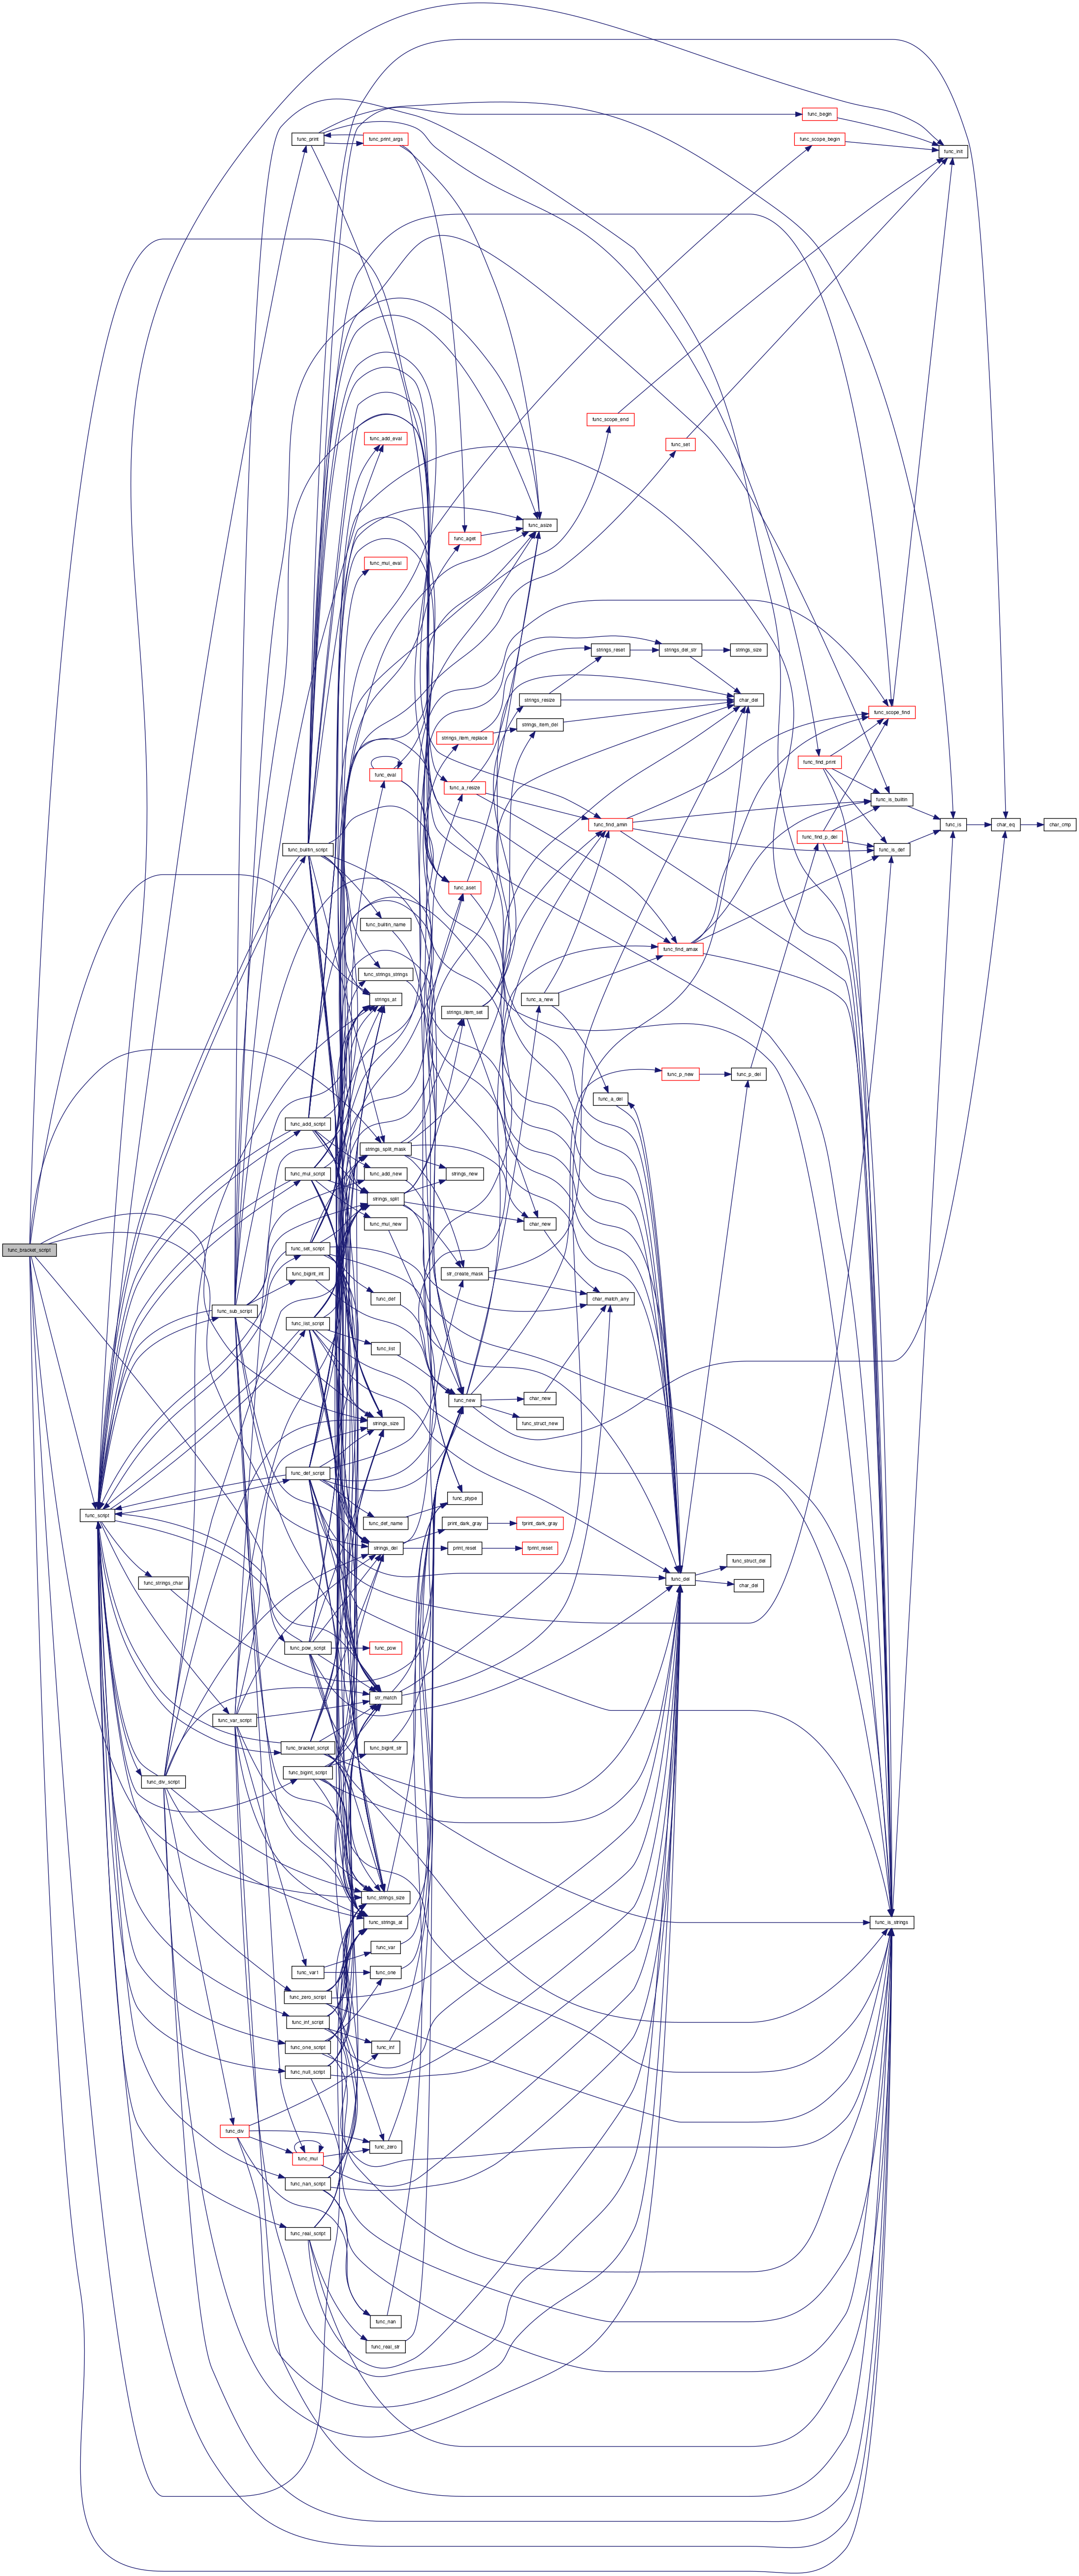 func_begin
func_print
func_print_args
func_scope_begin
func_init
func_scope_end
func_add_eval
func_set
func_asize
func_aget
func_mul_eval
strings_reset
strings_del_str
strings_size
strings_resize
char_del
func_scope_find
strings_item_del
strings_item_replace
func_find_print
func_eval
func_a_resize
func_is_builtin
func_find_amin
func_is
char_eq
char_cmp
func_find_p_del
func_builtin_script
func_is_def
func_aset
func_builtin_name
func_find_amax
func_strings_strings
strings_at
func_a_new
strings_item_set
func_p_new
func_p_del
func_a_del
func_add_script
strings_split_mask
func_mul_script
func_add_new
strings_new
strings_split
func_mul_new
char_new
func_bracket_script
func_set_script
func_bigint_int
str_create_mask
func_def
char_match_any
func_sub_script
func_list_script
func_list
func_new
char_new
strings_size
func_struct_new
func_def_script
func_ptype
func_script
func_def_name
print_dark_gray
fprint_dark_gray
strings_del
print_reset
fprint_reset
func_struct_del
func_strings_char
func_del
char_del
func_pow_script
func_pow
str_match
func_var_script
func_bracket_script
func_bigint_str
func_bigint_script
func_div_script
func_strings_size
func_strings_at
func_is_strings
func_var
func_var1
func_one
func_zero_script
func_inf_script
func_one_script
func_inf
func_null_script
func_div
func_zero
func_mul
func_nan_script
func_real_script
func_nan
func_real_str